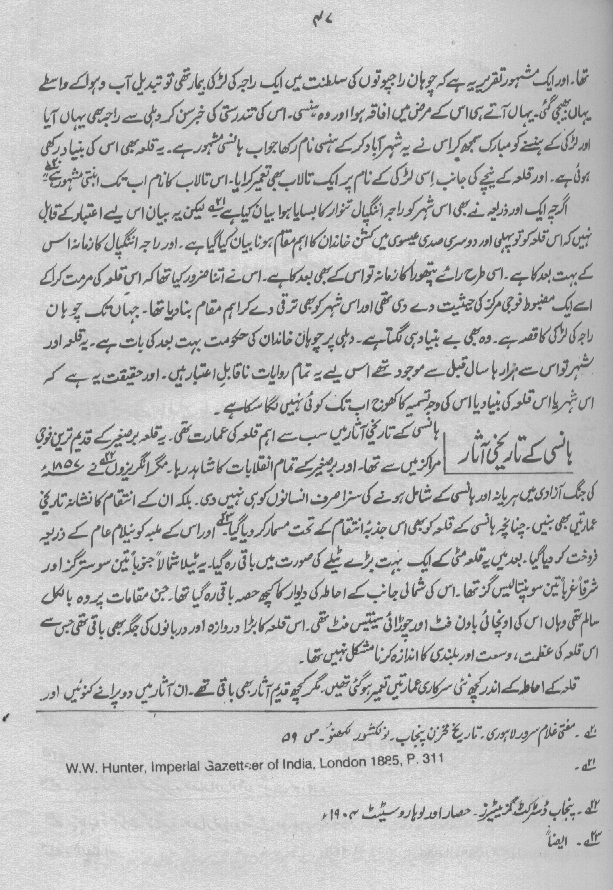 ۴۷
تھا۔ اور ایک مشہور تقریر یہ ہے کہ چوہان راجپوتوں کی سلطنت میں ایک راجہ کی لڑکی بیمار تھی تو تبدیل آب و ہوا کے واسطے
یہاں بھیجی گئی۔ یہاں آتے ہی اس کے مرض میں افاقہ ہوا اور وہ ہنسی۔ اس کی تندرستی کی خبر سن کر دہلی سے راجہ بھی یہاں آیا
اور لڑکی کے ہنسنے کو مبارک سمجھ کر اس نے یہ شہر آباد کر کے ہنسی نام رکھا جو اب ہانسی مشہور ہے۔ یہ قلعہ بھی اس کی بنیاد رکھی
ہوئی ہے۔ اور قلعہ کے نیچے کی جانب اِسی لڑکی کے نام پر ایک تالاب بھی تعمیر کرایا۔ اس تالاب کا نام اب تک انبتی مشہور ہے
اگرچہ ایک اور ذریعہ نے بھی اس شہر کو راجہ اننگپال تنوار کا بسایا ہوا بیان کیا ہے۲۱ لیکن یہ بیان اس لیے اعتبار کے قابل
نہیں کہ اس قلعہ کو تو پہلی اور دوسری صدی عیسوی میں کشن خاندان کا اہم مقام ہونا بیان کیا گیا ہے۔ اور راجہ اننگپال کا زمانہ اس
کے بہت بعد کا ہے۔ اسی طرح رائے پتھورا کا زمانہ تو اس کے بھی بعد کا ہے۔ اس نے اتنا ضرور کیا تھا کہ اس قلعہ کی مرمت کرا کے
اسے ایک مضبوط فوجی مرکز کی حیثیت دے دی تھی اور اس شہر کو بھی ترقی دے کر اہم مقام بنا دیا تھا۔ جہاں تک چوہان
راجہ کی لڑکی کا قصہ ہے۔ وہ بھی بے بنیاد ہی لگتا ہے۔ دہلی پر چوہان خاندان کی حکومت بہت بعد کی بات ہے۔ یہ قلعہ اور
شہر تو اس سے ہزارہا سال قبل سے موجود تھے اس لیے یہ تمام روایات ناقابل اعتبار ہیں۔ اور حقیقت یہ ہے کہ
اس شہر یا اس قلعہ کی بنیاد یا اس کی وجہ تسمیہ کا کھوج اب تک کوئی نہیں لگا سکا ہے۔
ہانسی کے تاریخی آثار
ہانسی کے تاریخی آثار میں سب سے اہم قلعہ کی عمارت تھی۔ یہ قلعہ برصغیر کے قدیم ترین فوجی
مراکز میں سے تھا۔ اور برصغیر کے تمام انقلابات کا شاہد رہا۔ مگر انگریزوں۲۲ نے ۱۸۵۷ء
کی جنگ آزادی میں ہریانہ اور ہانسی کے شامل ہونے کی سزا صرف انسانوں کو ہی نہیں دی۔ بلکہ ان کے انتقام کا نشانہ تاریخی
عمارتیں بھی بنیں۔ چنانچہ ہانسی کے قلعہ کو بھی اس جذبۂ انتقام کے تحت مسمار کر دیا گیا۲۳ اور اس کے ملبہ کو نیلام عام کے ذریعہ
فروخت کر دیا گیا۔ بعد میں یہ قلعہ مٹی کے ایک بہت بڑے ٹیلے کی صورت میں باقی رہ گیا۔ یہ ٹیلا شمالاً جنوباً تین سو ستر گز اور
شرقاً غرباً تین سو پنتالیس گز تھا۔ اس کی شمالی جانب کے احاطہ کی دیوار کا کچھ حصہ باقی رہ گیا تھا۔ جن مقامات پر وہ بالکل
سالم تھی وہاں اس کی اونچائی باون فٹ اور چوڑائی سینتیس فٹ تھی۔ اس قلعہ کا بڑا دروازہ اور دربانوں کی جگہ بھی باقی تھی جس سے
اس قلعہ کی عظمت، وسعت اور بلندی کا اندازہ کرنا مشکل نہیں تھا۔
قلعہ کے احاطہ کے اندر کچھ نئی سرکاری عمارتیں تعمیر ہو گئی تھیں۔ مگر کچھ قدیم آثار بھی باقی تھے۔ ان آثار میں دو پرانے کنوئیں اور
۲۰۔ مفتی غلام سرور لاہوری۔ تاریخ مخزن پنجاب۔ نولکشور لکھنؤ۔ ص ۵۹
۲۱۔ W.W. Hunter, Imperial Gazetteer of India, London 1885, P. 311
۲۲۔ پنجاب ڈسٹرکٹ گزیٹیرز۔ حصار اور لوہارو سٹیٹ ۱۹۰۴ء
۲۳۔ ایضاً